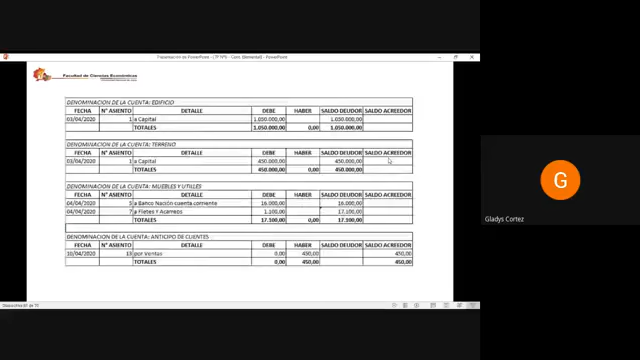 Facultad de Ciencias Económicas
DENOMINACION DE LA CUENTA: EDIFICIO
FECHA N° ASIENTO DETALLE DEBE HABER SALDO DEUDOR SALDO ACREEDOR
03/04/2020 1 a Capital 1.050.000,00 1.050.000,00
TOTALES 1.050.000,00 0,00 1.050.000,00
DENOMINACION DE LA CUENTA: TERRENO
FECHA N° ASIENTO DETALLE DEBE HABER SALDO DEUDOR SALDO ACREEDOR
03/04/2020 1 a Capital 450.000,00 450.000,00
TOTALES 450.000,00 0,00 450.000,00
DENOMINACION DE LA CUENTA: MUEBLES Y UTILLES
FECHA N° ASIENTO DETALLE DEBE HABER SALDO DEUDOR SALDO ACREEDOR
04/04/2020 5 a Banco Nación cuenta corriente 16.000,00 16.000,00
04/04/2020 7 a Fletes Y Acarreos 1.100,00 17.100,00
TOTALES 17.100,00 0,00 17.100,00
DENOMINACION DE LA CUENTA: ANTICIPO DE CLIENTES
FECHA N° ASIENTO DETALLE DEBE HABER SALDO DEUDOR SALDO ACREEDOR
10/04/2020 13 por Ventas 0,00 450,00 450,00
TOTALES 0,00 450,00 450,00
G
Gladys Cortez